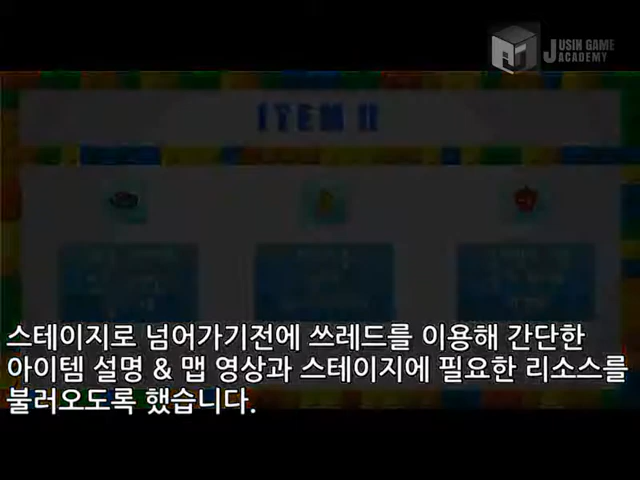 JUSIN GAME
ACADEMY
ITEM II
스테이지로 넘어가기전에 쓰레드를 이용해 간단한
아이템 설명 & 맵 영상과 스테이지에 필요한 리소스를
불러오도록 했습니다.